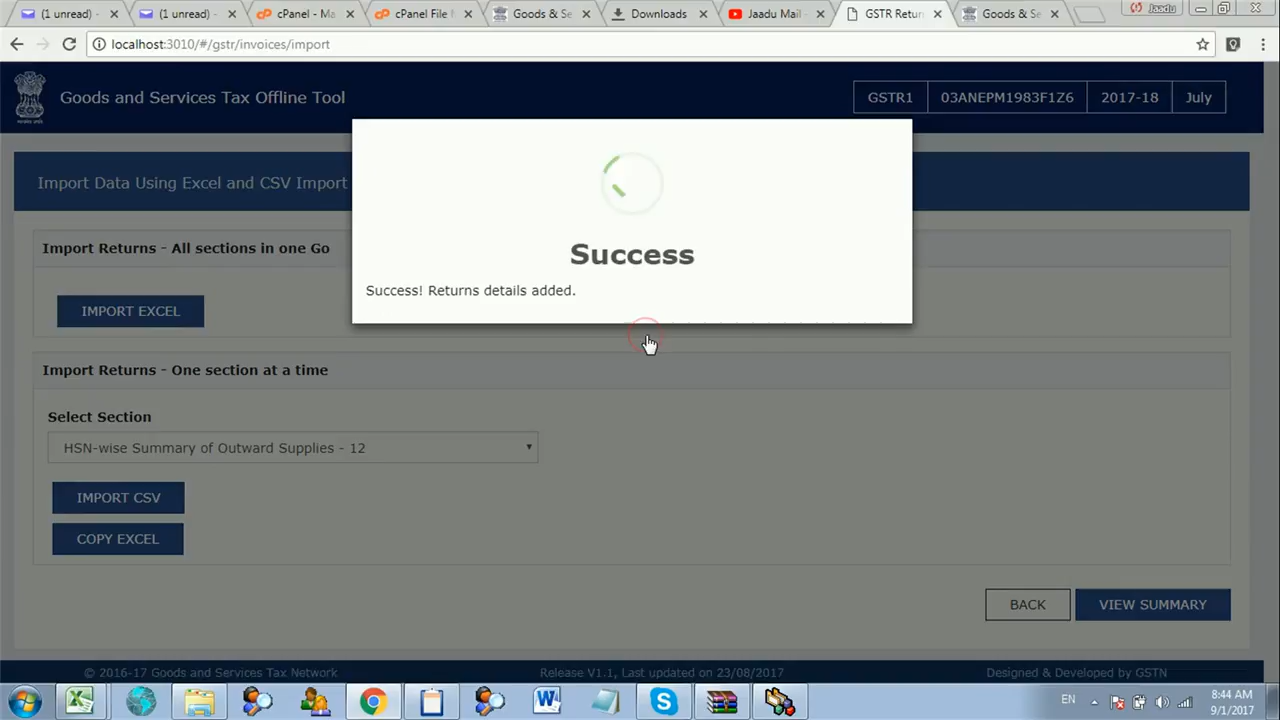 (1 unread) -
(1 unread) -
cPanel - Ma
cPanel File M
Goods & Se
Downloads
Jaadu Mail -
GSTR Retur
Goods & Se
Jaadu
localhost:3010/#/gstr/invoices/import
Goods and Services Tax Offline Tool
GSTR1
03ANEPM1983F1Z6
2017-18
July
Import Data Using Excel and CSV Import
Success
Success! Returns details added.
Import Returns - All sections in one Go
IMPORT EXCEL
Import Returns - One section at a time
Select Section
HSN-wise Summary of Outward Supplies - 12
IMPORT CSV
COPY EXCEL
BACK
VIEW SUMMARY
© 2016-17 Goods and Services Tax Network
Release V1.1, Last updated on 23/08/2017
Designed & Developed by GSTN
EN
8:44 AM
9/1/2017